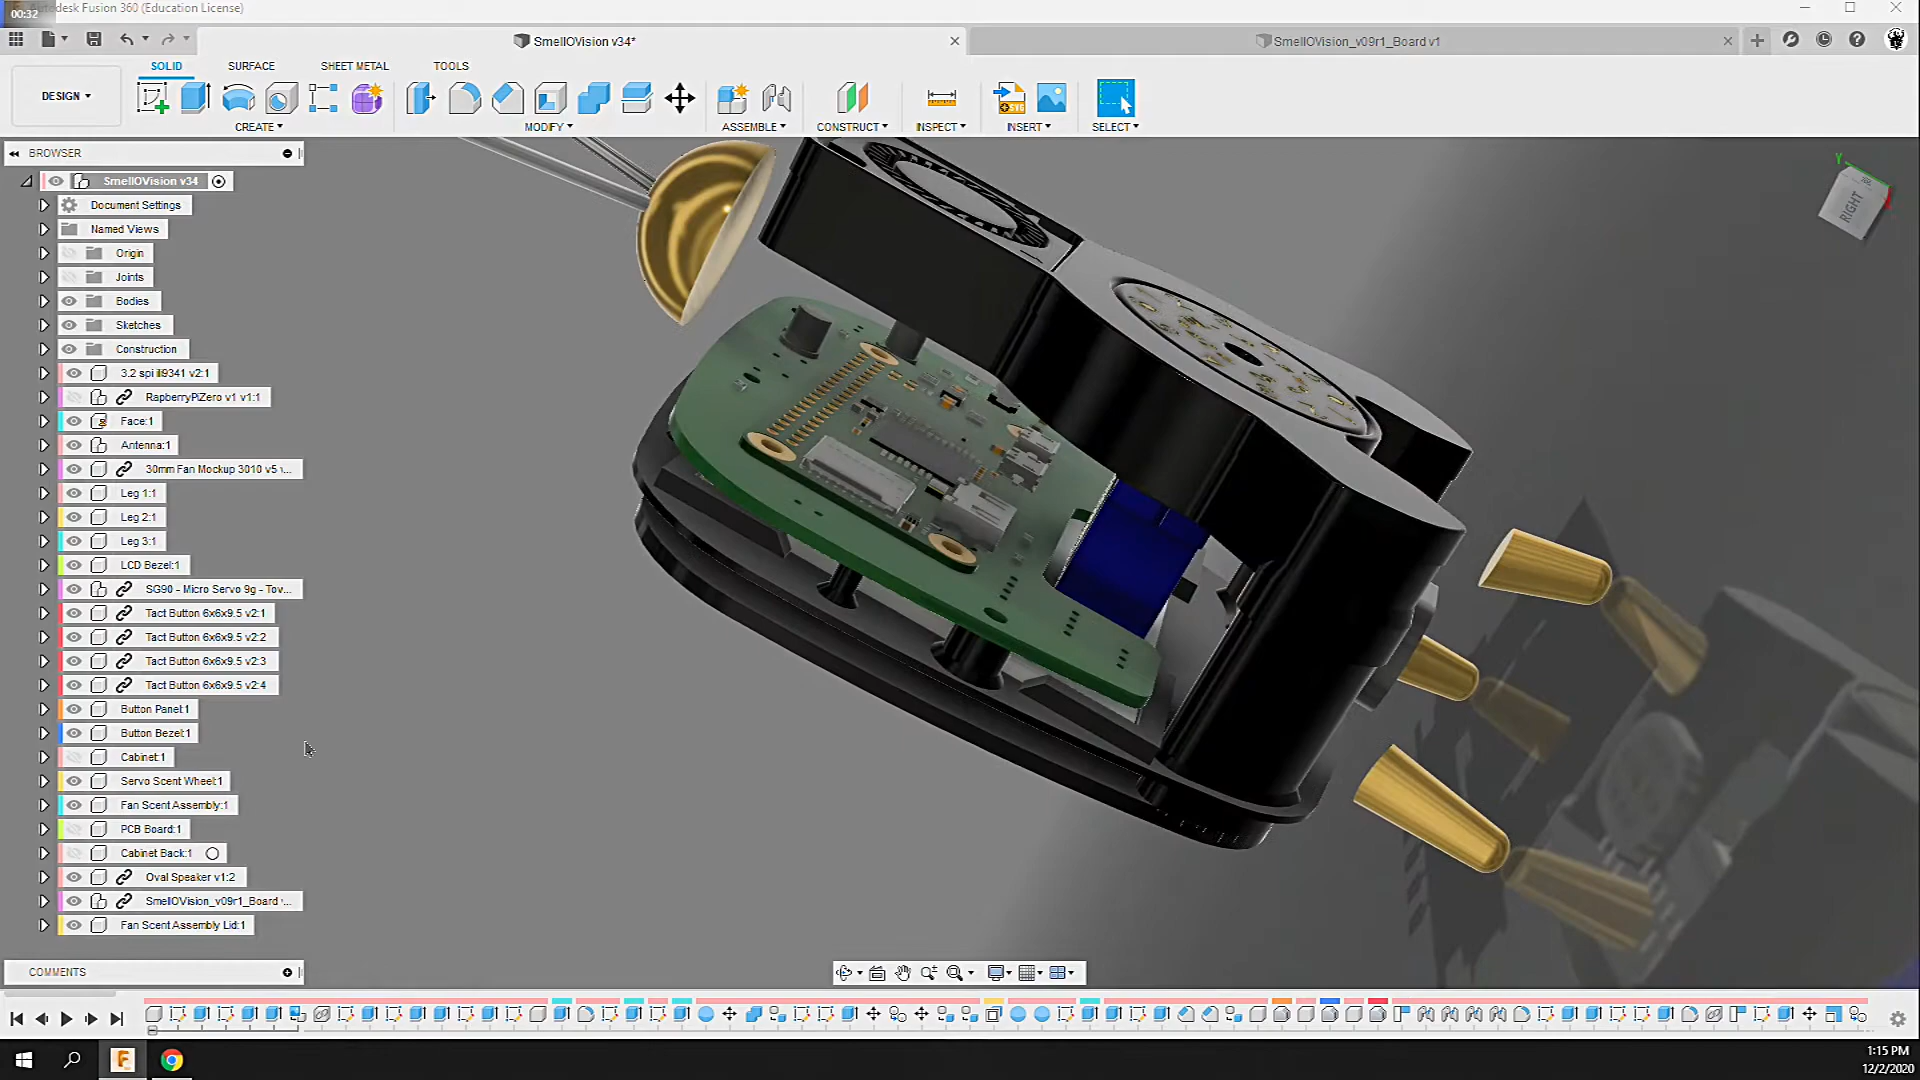 00:32
Autodesk Fusion 360 (Education License)
SmellOVision v34*
SmellOVision_v09r1_Board v1
SOLID
SURFACE
SHEET METAL
TOOLS
DESIGN
CREATE
MODIFY
ASSEMBLE
CONSTRUCT
INSPECT
INSERT
SELECT
BROWSER
SmellOVision v34
Document Settings
Named Views
Origin
Joints
Bodies
Sketches
Construction
3.2 spi ili9341 v2:1
RapberryPiZero v1 v1:1
Face:1
Antenna:1
30mm Fan Mockup 3010 v5 v...
Leg 1:1
Leg 2:1
Leg 3:1
LCD Bezel:1
SG90 - Micro Servo 9g - Tow...
Tact Button 6x6x9.5 v2:1
Tact Button 6x6x9.5 v2:2
Tact Button 6x6x9.5 v2:3
Tact Button 6x6x9.5 v2:4
Button Panel:1
Button Bezel:1
Cabinet:1
Servo Scent Wheel:1
Fan Scent Assembly:1
PCB Board:1
Cabinet Back:1
Oval Speaker v1:2
SmellOVision_v09r1_Board v...
Fan Scent Assembly Lid:1
Y
RIGHT
COMMENTS
1:15 PM
12/2/2020